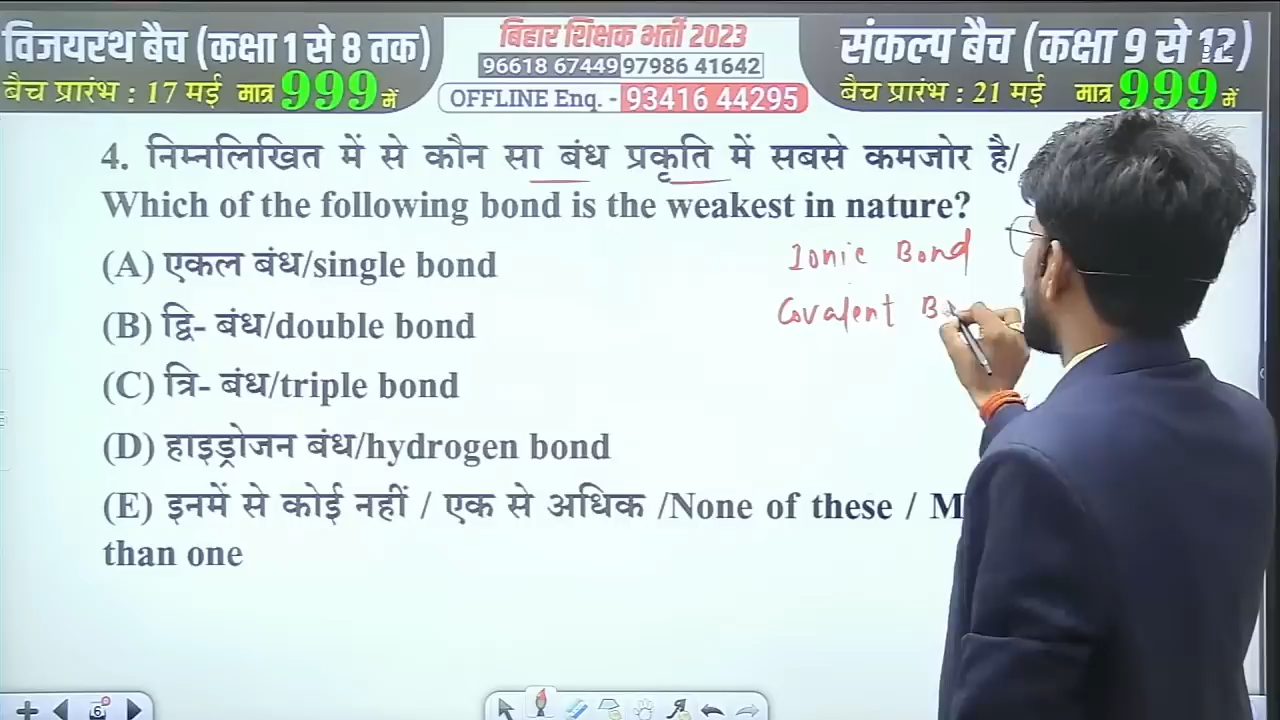 विजयरथ बैच (कक्षा 1 से 8 तक)
बैच प्रारंभ : 17 मई मात्र 999 में
बिहार शिक्षक भर्ती 2023
96618 67449 97986 41642
OFFLINE Enq. - 93416 44295
संकल्प बैच (कक्षा 9 से 12)
बैच प्रारंभ : 21 मई मात्र 999 में
4. निम्नलिखित में से कौन सा बंध प्रकृति में सबसे कमजोर है/
Which of the following bond is the weakest in nature?
Ionic Bond
Covalent B
(A) एकल बंध/single bond
(B) द्वि- बंध/double bond
(C) त्रि- बंध/triple bond
(D) हाइड्रोजन बंध/hydrogen bond
(E) इनमें से कोई नहीं / एक से अधिक /None of these / M
than one
6